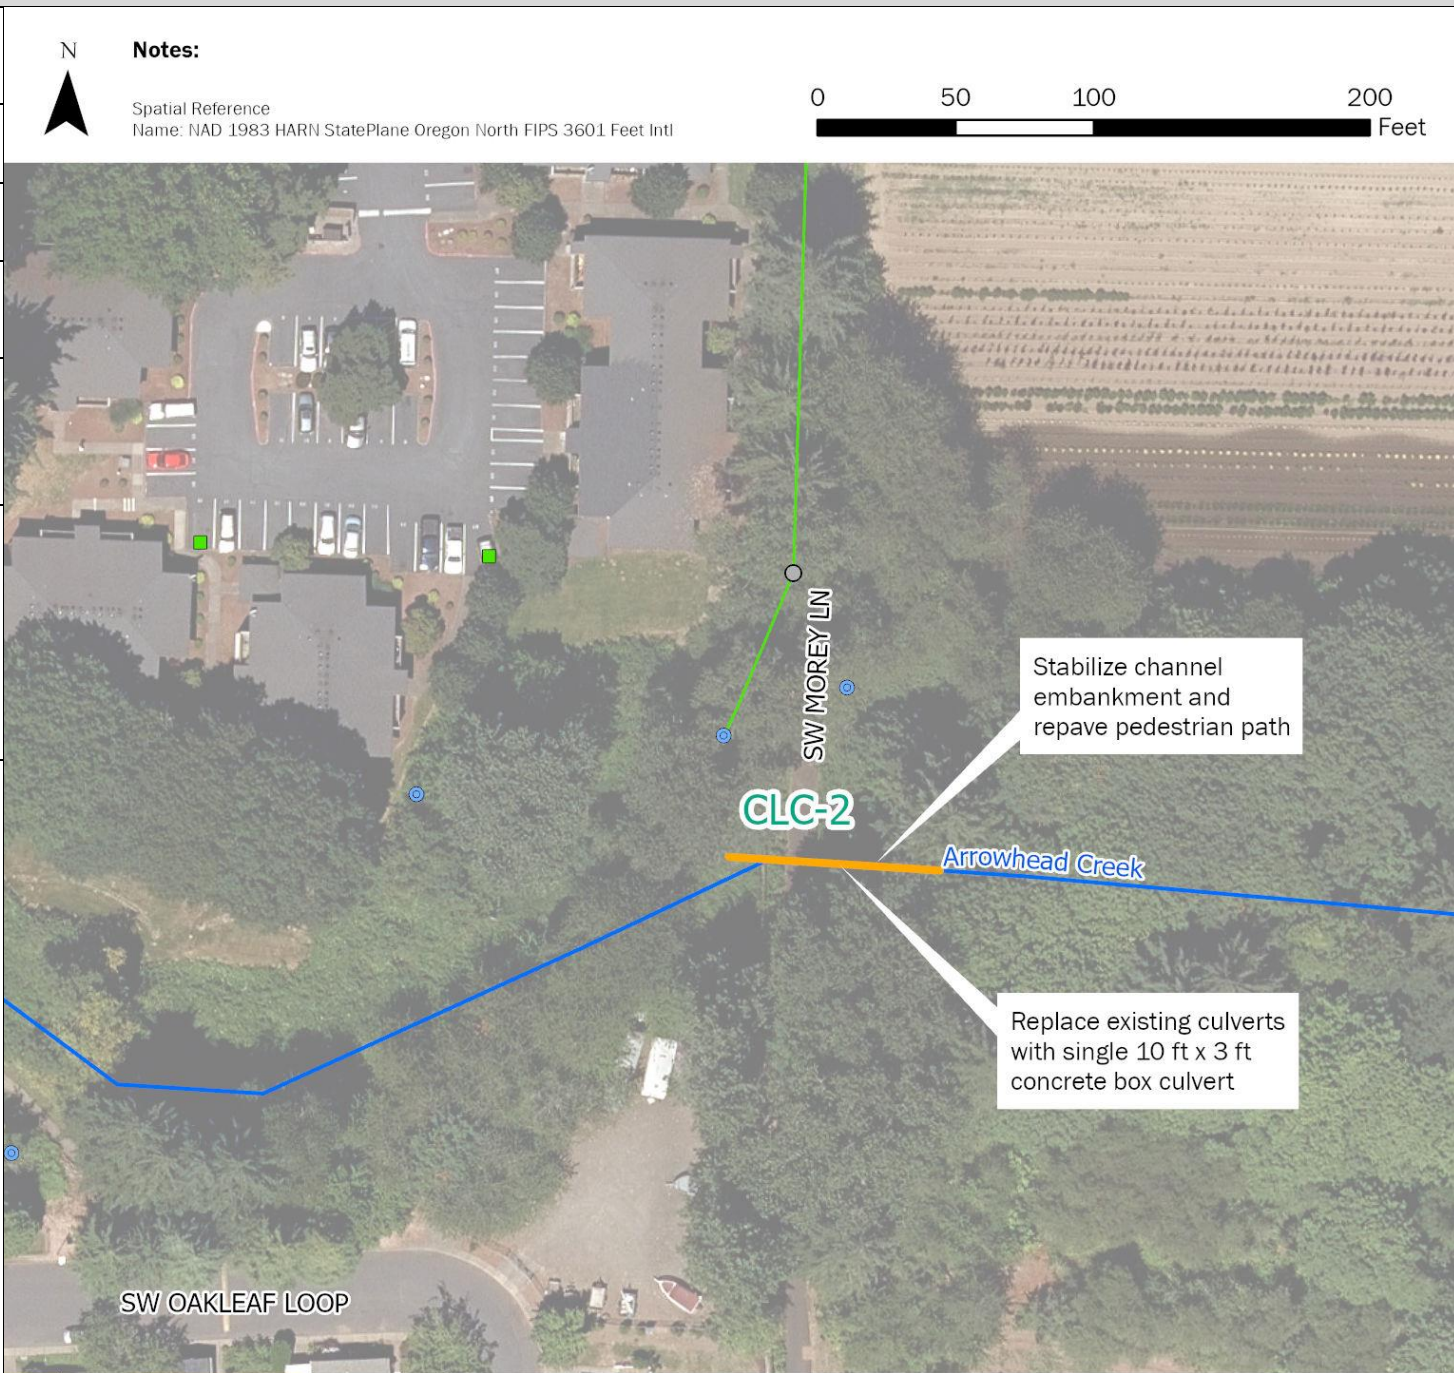 N
Notes:
Spatial Reference
Name: NAD 1983 HARN StatePlane Oregon North FIPS 3601 Feet Intl
0 50 100 200
Feet
SW MOREY LN
Stabilize channel
embankment and
repave pedestrian path
CLC-2
Arrowhead Creek
Replace existing culverts
with single 10 ft x 3 ft
concrete box culvert
SW OAKLEAF LOOP